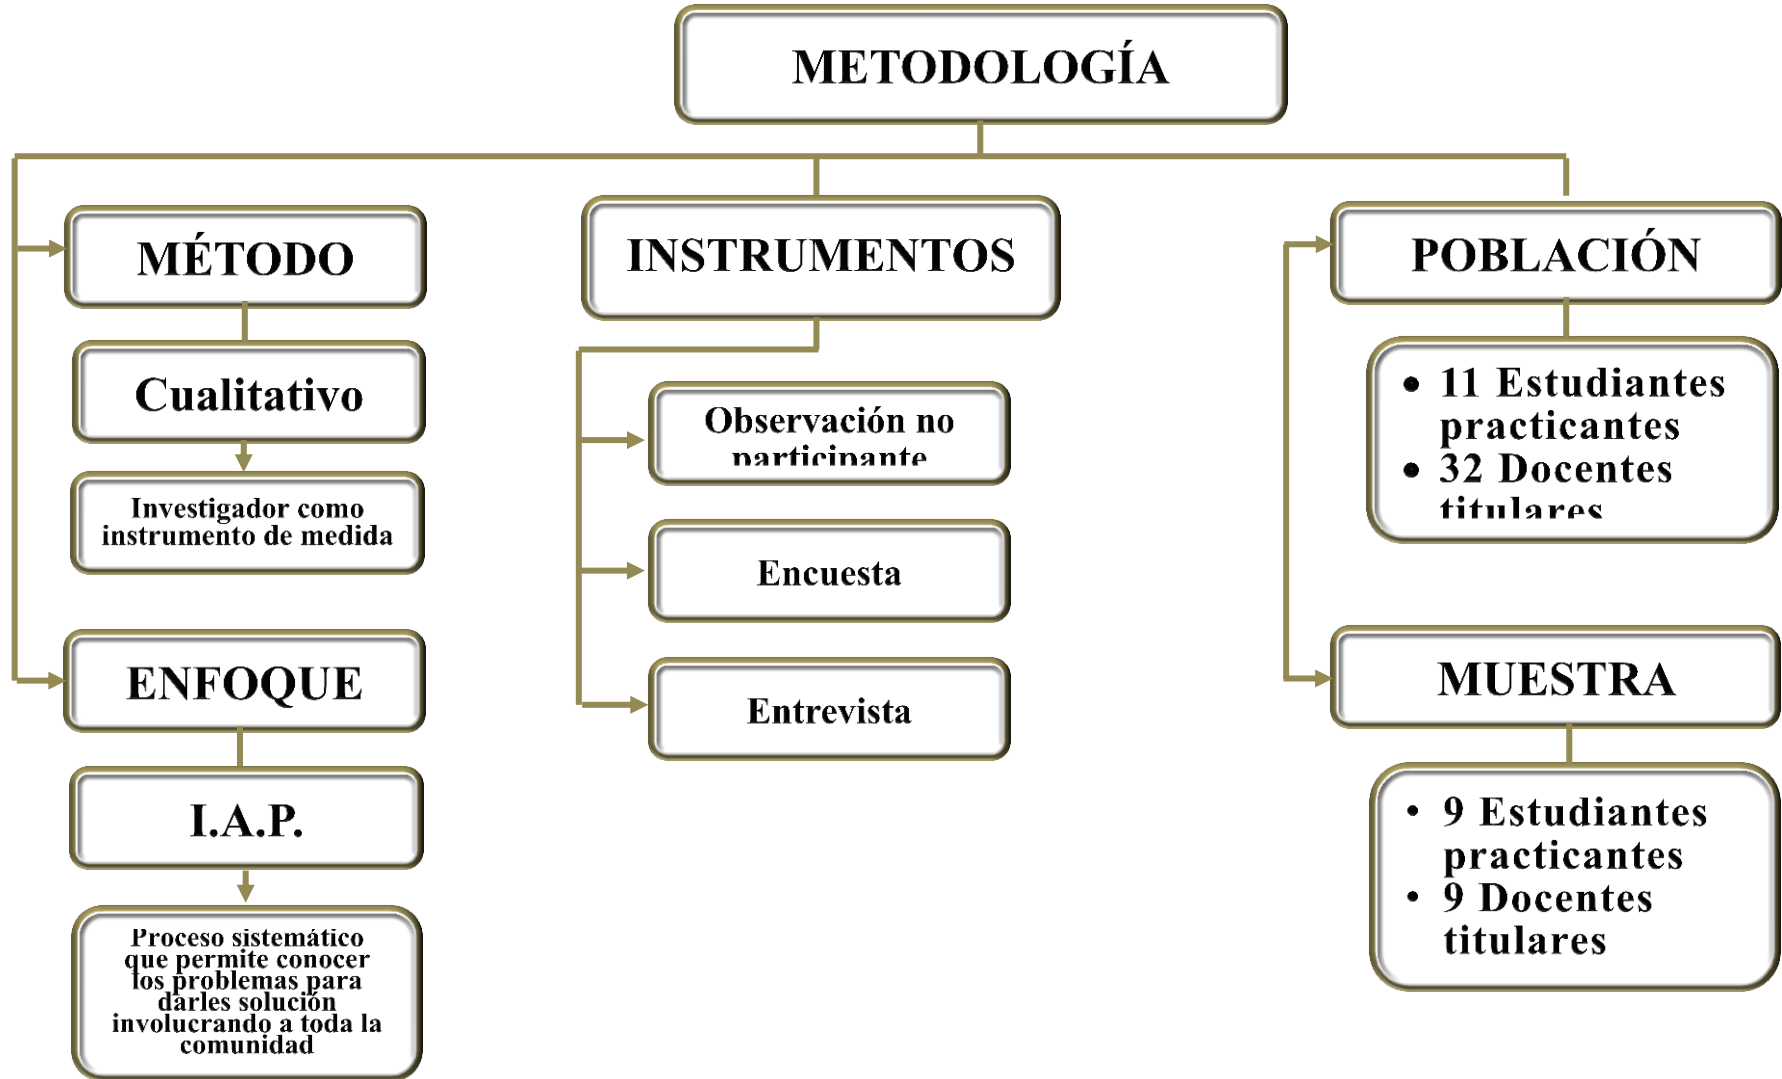 METODOLOGÍA
MÉTODO
Cualitativo
Investigador como
instrumento de medida
ENFOQUE
I.A.P.
Proceso sistemático
que permite conocer
los problemas para
darles solución
involucrando a toda la
comunidad
INSTRUMENTOS
Observación no
participante
Encuesta
Entrevista
POBLACIÓN
• 11 Estudiantes
practicantes
• 32 Docentes
titulares
MUESTRA
• 9 Estudiantes
practicantes
• 9 Docentes
titulares